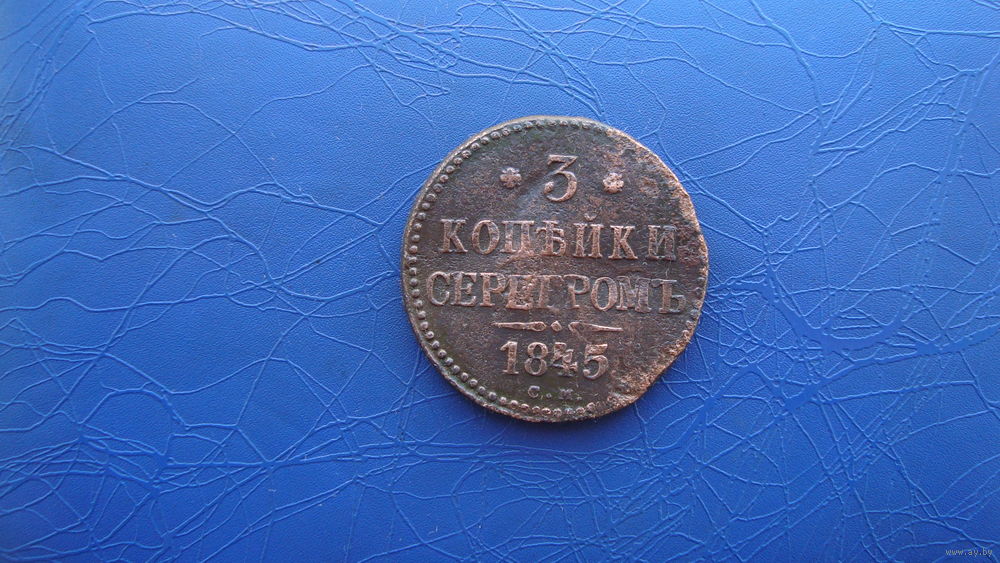 * 3 *
КОПѢЙКИ
СЕРЕБРОМЪ
1845
С. М.
www.ay.by